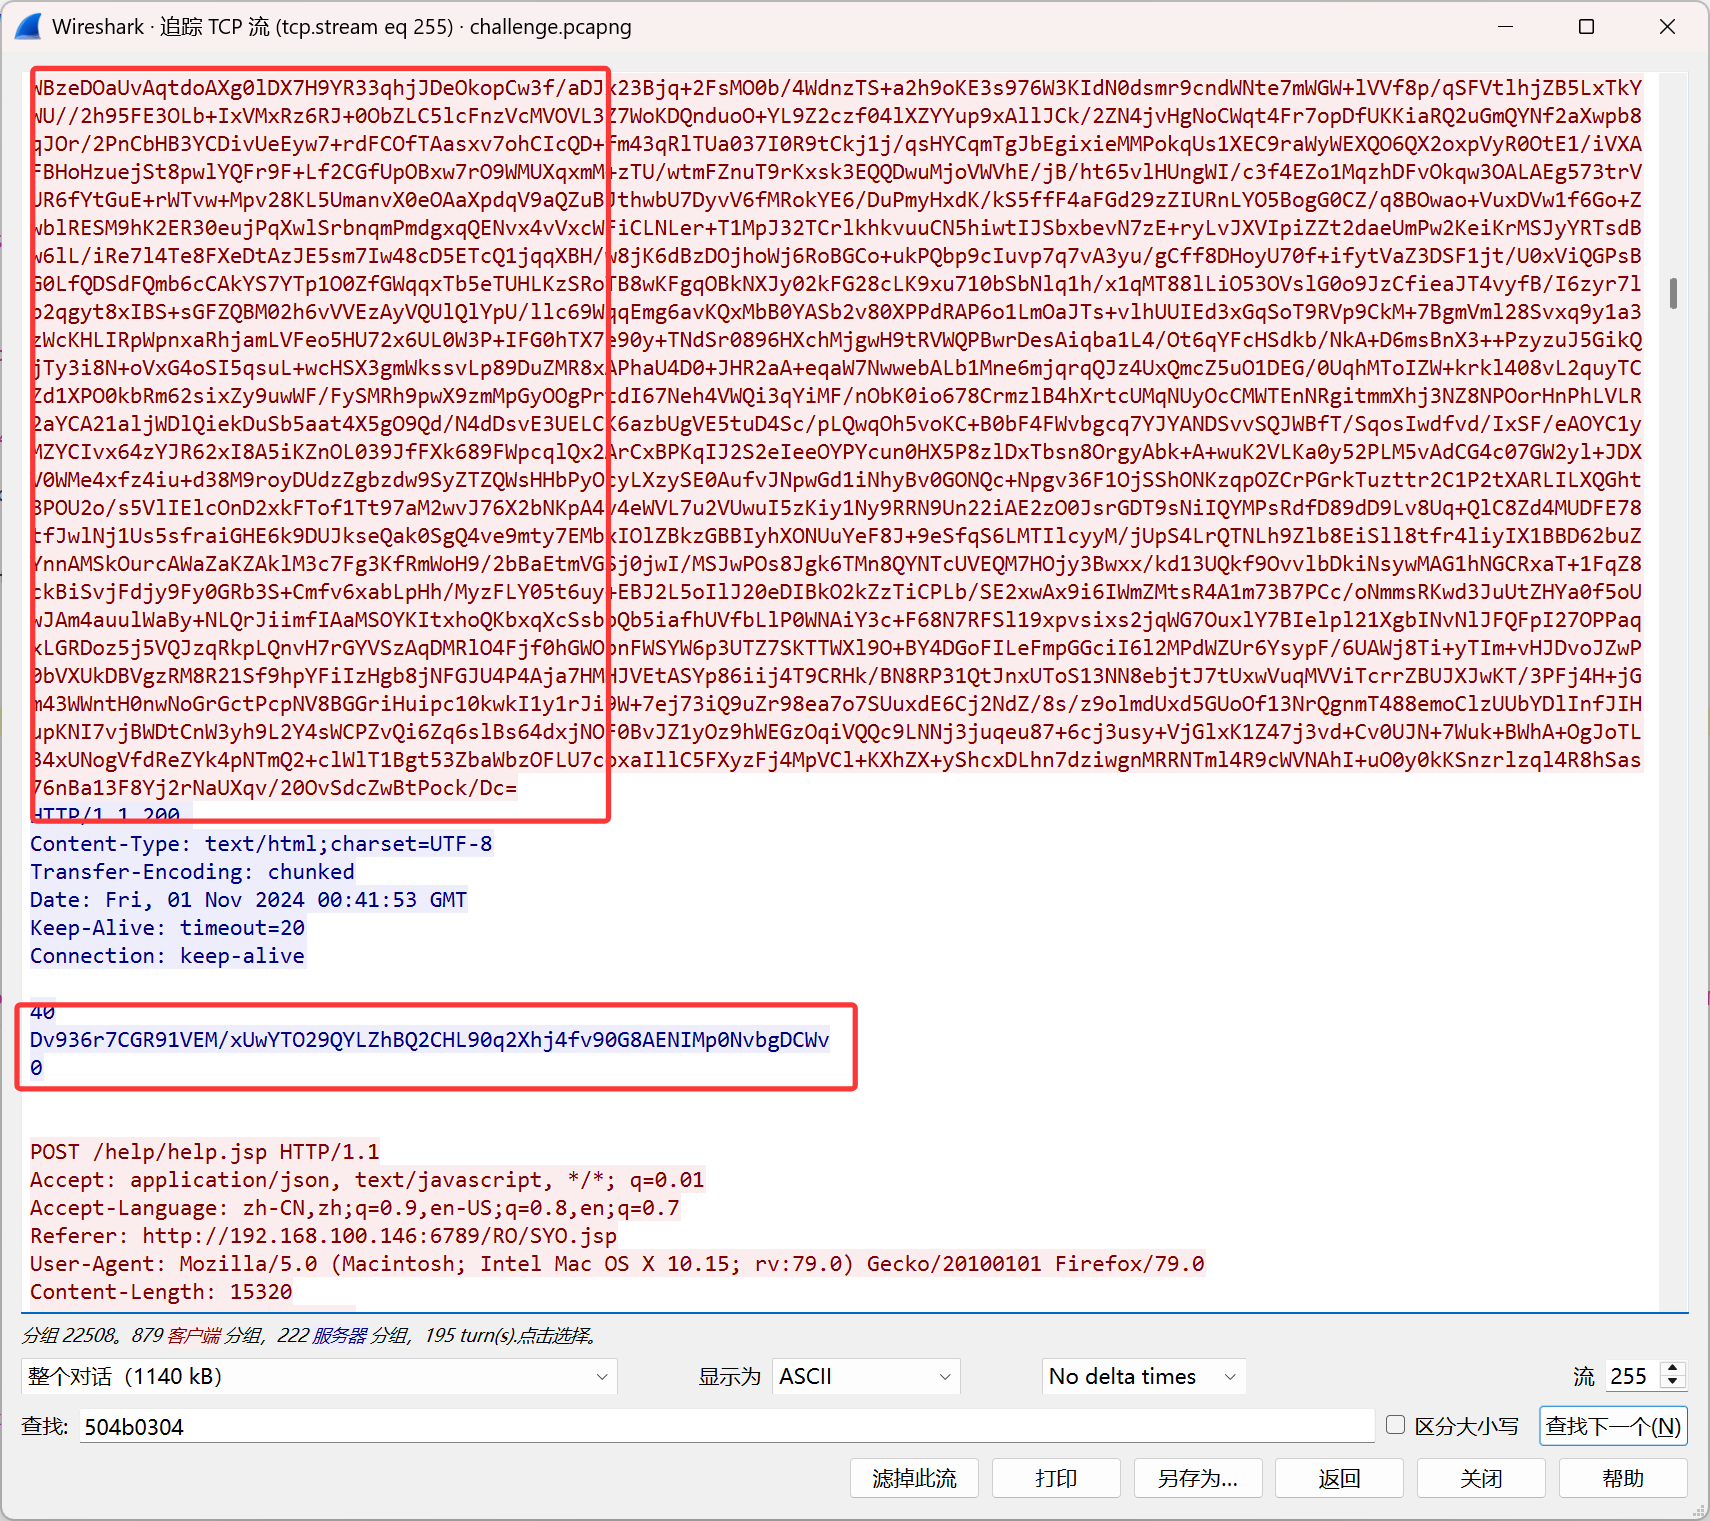 Wireshark · 追踪 TCP 流 (tcp.stream eq 255) · challenge.pcapng
WBzeDOaUvAqtdoAXg0lDX7H9YR33qhjJDeOkopCw3f/aDJx23Bjq+2FsMO0b/4WdnzTS+a2h9oKE3s976W3KIdN0dsmr9cndWNte7mWGW+lVVf8p/qSFVtlhjZB5LxTkY
WU//2h95FE3OLb+IxVMxRz6RJ+0ObZLC5lcFnzVcMVOVL3Z7WoKDQnduoO+YL9Z2czf04lXZYYup9xAllJCk/2ZN4jvHgNoCWqt4Fr7opDfUKKiaRQ2uGmQYNf2aXwpb8
qJOr/2PnCbHB3YCDivUeEyw7+rdFCOfTAasxv7ohCIcQD+fm43qRlTUa037I0R9tCkj1j/qsHYCqmTgJbEgixieMMPokqUs1XEC9raWyWEXQO6QX2oxpVyR0OtE1/iVXA
FBHoHzuejSt8pwlYQFr9F+Lf2CGfUpOBxw7rO9WMUXqxmM+zTU/wtmFZnuT9rKxsk3EQQDwuMjoVWVhE/jB/ht65vlHUngWI/c3f4EZo1MqzhDFvOkqw3OALAEg573trV
UR6fYtGuE+rWTvw+Mpv28KL5UmanvX0eOAaXpdqV9aQZuBJthwbU7DyvV6fMRokYE6/DuPmyHxdK/kS5ffF4aFGd29zZIURnLYO5BogG0CZ/q8BOwao+VuxDVw1f6Go+Z
wblRESM9hK2ER30eujPqXwlSrbnqmPmdgxqQENvx4vVxcWFiCLNLer+T1MpJ32TCrlkhkvuuCN5hiwtIJSbxbevN7zE+ryLvJXVIpiZZt2daeUmPw2KeiKrMSJyYRTsdB
w6lL/iRe7l4Te8FXeDtAzJE5sm7Iw48cD5ETcQ1jqqXBH/w8jK6dBzDOjhoWj6RoBGCo+ukPQbp9cIuvp7q7vA3yu/gCff8DHoyU70f+ifytVaZ3DSF1jt/U0xViQGPsB
G0LfQDSdFQmb6cCAkYS7YTp1O0ZfGWqqxTb5eTUHLKzSRoTB8wKFgqOBkNXJy02kFG28cLK9xu710bSbNlq1h/x1qMT88lLiO53OVslG0o9JzCfieaJT4vyfB/I6zyr7l
p2qgyt8xIBS+sGFZQBM02h6vVVEzAyVQUlQlYpU/llc69WqqEmg6avKQxMbB0YASb2v80XPPdRAP6o1LmOaJTs+vlhUUIEd3xGqSoT9RVp9CkM+7BgmVml28Svxq9y1a3
zWcKHLIRpWpnxaRhjamLVFeo5HU72x6UL0W3P+IFG0hTX7e90y+TNdSr0896HXchMjgwH9tRVWQPBwrDesAiqba1L4/Ot6qYFcHSdkb/NkA+D6msBnX3++PzyzuJ5GikQ
jTy3i8N+oVxG4oSI5qsuL+wcHSX3gmWkssvLp89DuZMR8xAPhaU4D0+JHR2aA+eqaW7NwwebALb1Mne6mjqrqQJz4UxQmcZ5uO1DEG/0UqhMToIZW+krkl408vL2quyTC
Zd1XPO0kbRm62sixZy9uwWF/FySMRh9pwX9zmMpGyOOgPrtdI67Neh4VWQi3qYiMF/nObK0io678CrmzlB4hXrtcUMqNUyOcCMWTEnNRgitmmXhj3NZ8NPOorHnPhLVLR
2aYCA21aljWDlQiekDuSb5aat4X5gO9Qd/N4dDsvE3UELCK6azbUgVE5tuD4Sc/pLQwqOh5voKC+B0bF4FWvbgcq7YJYANDSvvSQJWBfT/SqosIwdfvd/IxSF/eAOYC1y
MZYCIvx64zYJR62xI8A5iKZnOL039JfFXk689FWpcqlQx2ArCxBPKqIJ2S2eIeeOYPYcun0HX5P8zlDxTbsn8OrgyAbk+A+wuK2VLKa0y52PLM5vAdCG4c07GW2yl+JDX
V0WMe4xfz4iu+d38M9royDUdzZgbzdw9SyZTZQWsHHbPyOcyLXzySE0AufvJNpwGd1iNhyBv0GONQc+Npgv36F1OjSShONKzqpOZCrPGrkTuzttr2C1P2tXARLILXQGht
3POU2o/s5VlIElcOnD2xkFTof1Tt97aM2wvJ76X2bNKpA4y4eWVL7u2VUwuI5zKiy1Ny9RRN9Un22iAE2zO0JsrGDT9sNiIQYMPsRdfD89dD9Lv8Uq+QlC8Zd4MUDFE78
tfJwlNj1Us5sfraiGHE6k9DUJkseQak0SgQ4ve9mty7EMbxIOlZBkzGBBIyhXONUuYeF8J+9eSfqS6LMTIlcyyM/jUpS4LrQTNLh9Zlb8EiSll8tfr4liyIX1BBD62buZ
YnnAMSkOurcAWaZaKZAklM3c7Fg3KfRmWoH9/2bBaEtmVGSj0jwI/MSJwPOs8Jgk6TMn8QYNTcUVEQM7HOjy3Bwxx/kd13UQkf9OvvlbDkiNsywMAG1hNGCRxaT+1FqZ8
ckBiSvjFdjy9Fy0GRb3S+Cmfv6xabLpHh/MyzFLY05t6uy+EBJ2L5oIlJ20eDIBkO2kZzTiCPLb/SE2xwAx9i6IWmZMtsR4A1m73B7PCc/oNmmsRKwd3JuUtZHYa0f5oU
wJAm4auulWaBy+NLQrJiimfIAaMSOYKItxhoQKbxqXcSsbpQb5iafhUVfbLlP0WNAiY3c+F68N7RFSl19xpvsixs2jqWG7OuxlY7BIelpl21XgbINvNlJFQFpI27OPPaq
xLGRDoz5j5VQJzqRkpLQnvH7rGYVSzAqDMRlO4Fjf0hGWObnFWSYW6p3UTZ7SKTTWXl9O+BY4DGoFILeFmpGGciI6l2MPdWZUr6YsypF/6UAWj8Ti+yTIm+vHJDvoJZwP
0bVXUkDBVgzRM8R21Sf9hpYFiIzHgb8jNFGJU4P4Aja7HMHJVEtASYp86iij4T9CRHk/BN8RP31QtJnxUToS13NN8ebjtJ7tUxwVuqMVViTcrrZBUJXJwKT/3PFj4H+jG
m43WWntH0nwNoGrGctPcpNV8BGGriHuipc10kwkI1y1rJi9W+7ej73iQ9uZr98ea7o7SUuxdE6Cj2NdZ/8s/z9olmdUxd5GUoOf13NrQgnmT488emoClzUUbYDlInfJIH
upKNI7vjBWDtCnW3yh9L2Y4sWCPZvQi6Zq6slBs64dxjNOF0BvJZ1yOz9hWEGzOqiVQQc9LNNj3juqeu87+6cj3usy+VjGlxK1Z47j3vd+Cv0UJN+7Wuk+BWhA+OgJoTL
34xUNogVfdReZYk4pNTmQ2+clWlT1Bgt53ZbaWbzOFLU7cpxaIllC5FXyzFj4MpVCl+KXhZX+yShcxDLhn7dziwgnMRRNTml4R9cWVNAhI+uO0y0kKSnzrlzql4R8hSas
76nBa13F8Yj2rNaUXqv/20OvSdcZwBtPock/Dc=
HTTP/1.1 200
Content-Type: text/html;charset=UTF-8
Transfer-Encoding: chunked
Date: Fri, 01 Nov 2024 00:41:53 GMT
Keep-Alive: timeout=20
Connection: keep-alive
40
Dv936r7CGR91VEM/xUwYTO29QYLZhBQ2CHL90q2Xhj4fv90G8AENIMp0NvbgDCWv
0
POST /help/help.jsp HTTP/1.1
Accept: application/json, text/javascript, */*; q=0.01
Accept-Language: zh-CN,zh;q=0.9,en-US;q=0.8,en;q=0.7
Referer: http://192.168.100.146:6789/RO/SYO.jsp
User-Agent: Mozilla/5.0 (Macintosh; Intel Mac OS X 10.15; rv:79.0) Gecko/20100101 Firefox/79.0
Content-Length: 15320
分组 22508。879 客户端 分组，222 服务器 分组，195 turn(s).点击选择。
整个对话（1140 kB） 显示为 ASCII No delta times 流 255
查找: 504b0304 区分大小写 查找下一个(N)
滤掉此流 打印 另存为… 返回 关闭 帮助